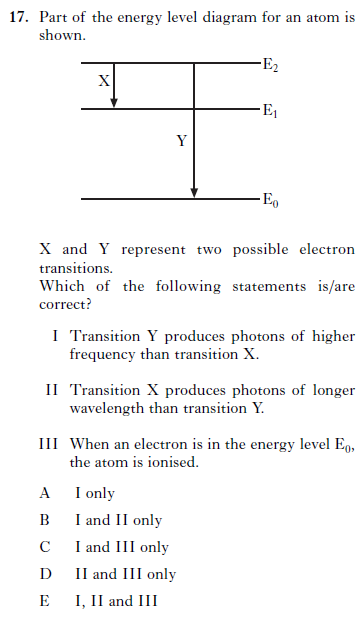 17. Part of the energy level diagram for an atom is
shown.
E₂
X
E₁
Y
E₀
X and Y represent two possible electron
transitions.
Which of the following statements is/are
correct?
I Transition Y produces photons of higher
frequency than transition X.
II Transition X produces photons of longer
wavelength than transition Y.
III When an electron is in the energy level E₀,
the atom is ionised.
A I only
B I and II only
C I and III only
D II and III only
E I, II and III